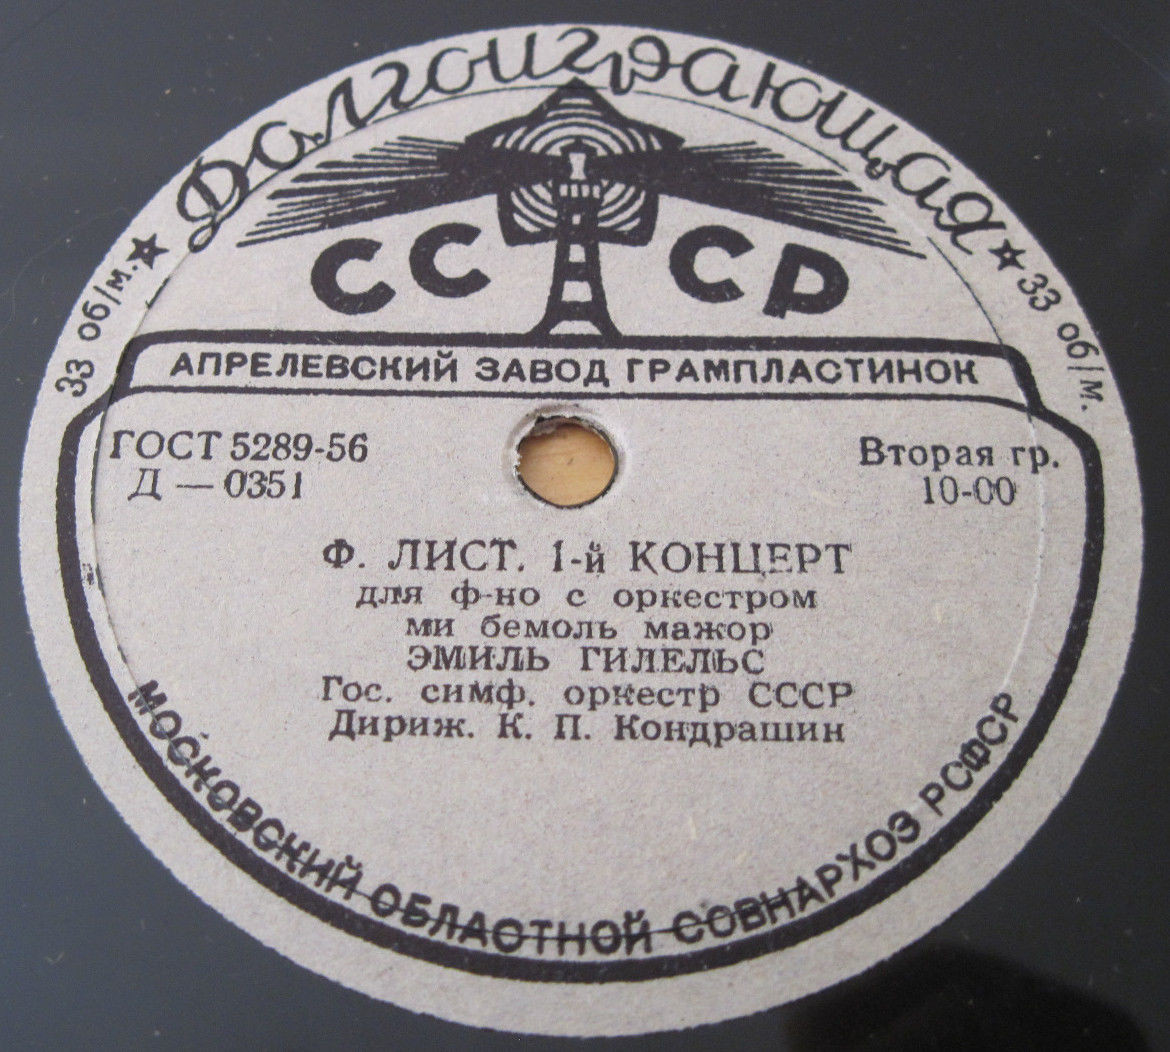 Долгоиграющая
33 об/м. ★ ★ 33 об/м.
СССР
АПРЕЛЕВСКИЙ ЗАВОД ГРАМПЛАСТИНОК
ГОСТ 5289-56 Вторая гр.
Д — 0351 10-00
Ф. ЛИСТ. 1-й КОНЦЕРТ
для ф-но с оркестром
ми бемоль мажор
ЭМИЛЬ ГИЛЕЛЬС
Гос. симф. оркестр СССР
Дириж. К. П. Кондрашин
МОСКОВСКИЙ ОБЛАСТНОЙ СОВНАРХОЗ РСФСР